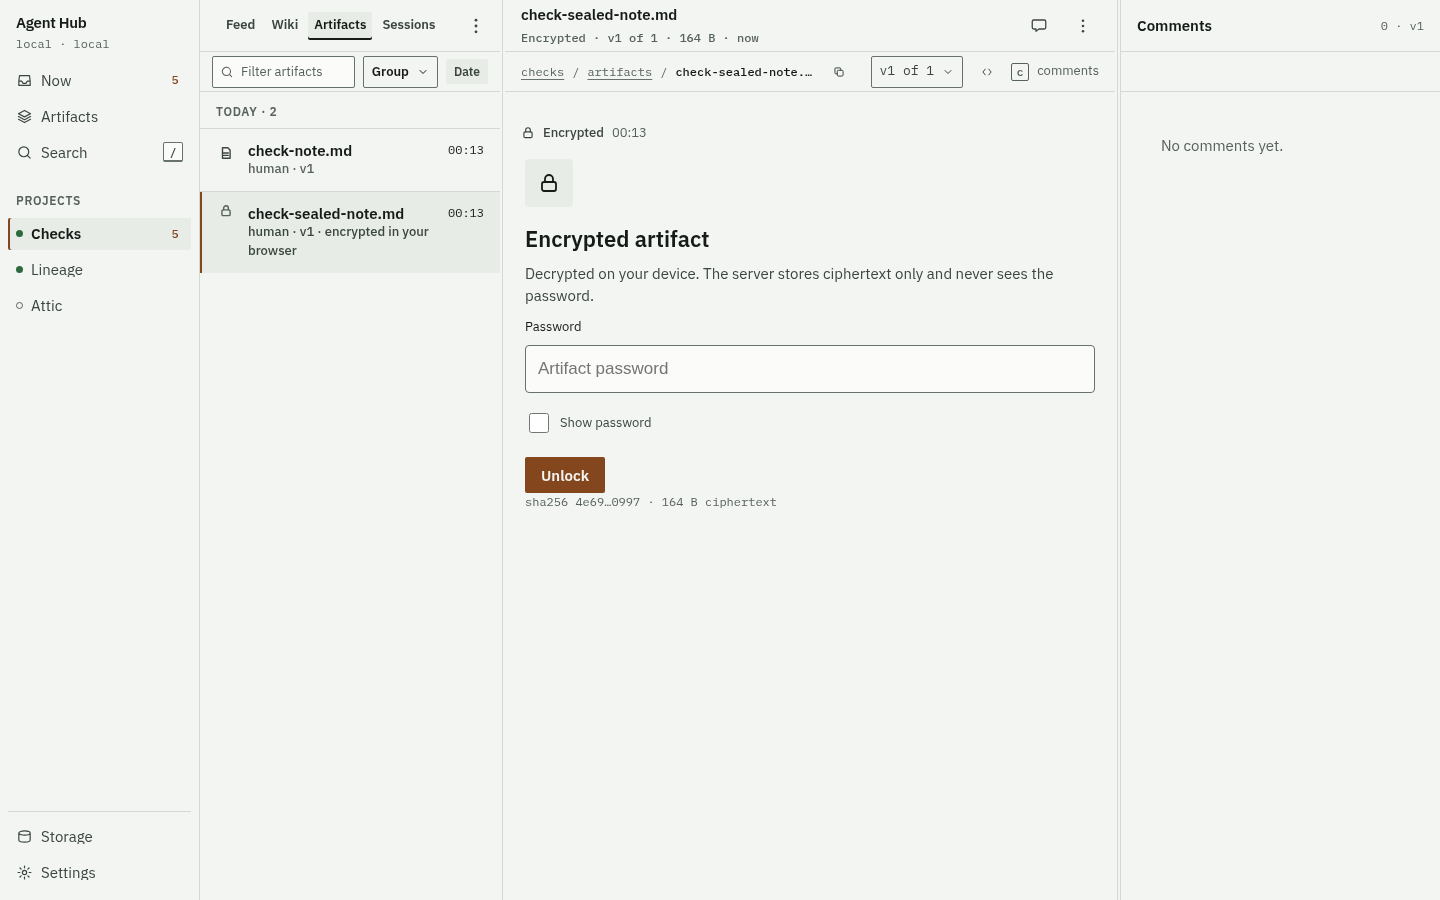 Agent Hub
local · local
Now 5
Artifacts
Search /
PROJECTS
Checks 5
Lineage
Attic
Storage
Settings
Feed Wiki Artifacts Sessions
Filter artifacts Group Date
TODAY · 2
check-note.md 00:13
human · v1
check-sealed-note.md 00:13
human · v1 · encrypted in your
browser
check-sealed-note.md
Encrypted · v1 of 1 · 164 B · now
checks / artifacts / check-sealed-note.… v1 of 1 c comments
Encrypted 00:13
Encrypted artifact
Decrypted on your device. The server stores ciphertext only and never sees the
password.
Password
Artifact password
Show password
Unlock
sha256 4e69…0997 · 164 B ciphertext
Comments 0 · v1
No comments yet.